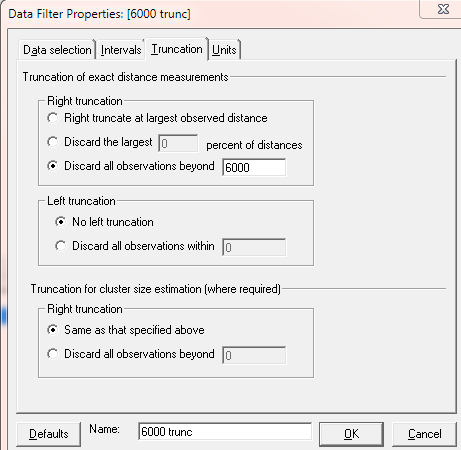 Data Filter Properties: [6000 trunc]
Data selection Intervals Truncation Units
Truncation of exact distance measurements
Right truncation
Right truncate at largest observed distance
Discard the largest 0 percent of distances
Discard all observations beyond 6000
Left truncation
No left truncation
Discard all observations within 0
Truncation for cluster size estimation (where required)
Right truncation
Same as that specified above
Discard all observations beyond 0
Defaults Name: 6000 trunc OK Cancel